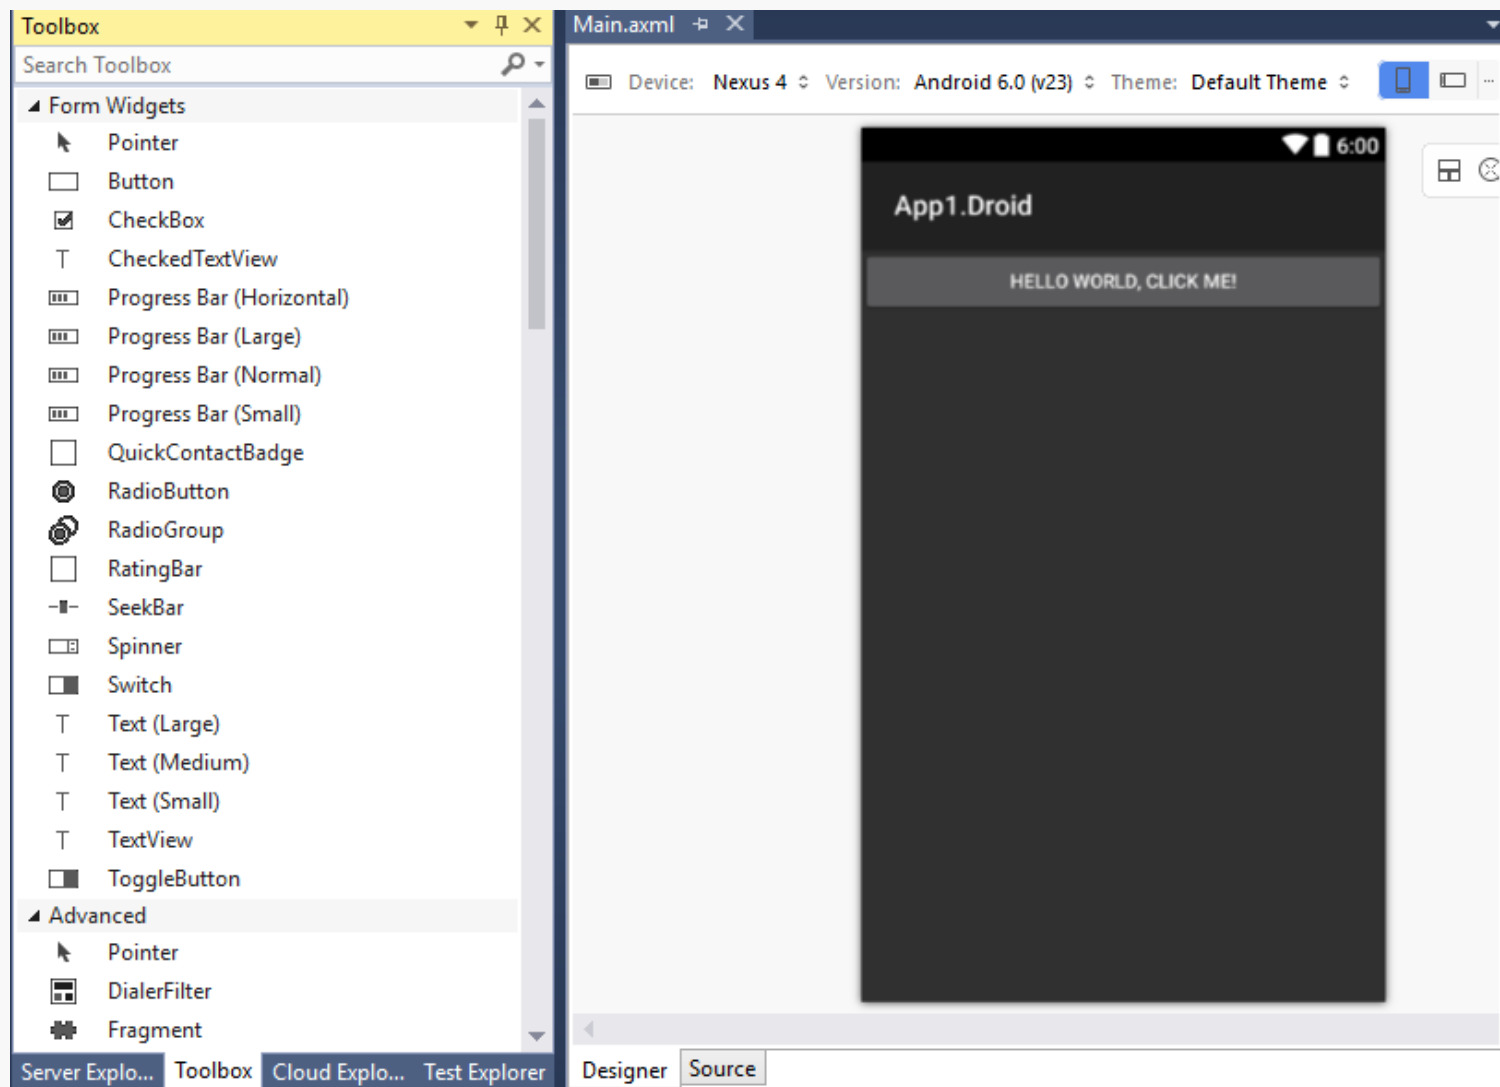 Toolbox
Search Toolbox
Form Widgets
Pointer
Button
CheckBox
CheckedTextView
Progress Bar (Horizontal)
Progress Bar (Large)
Progress Bar (Normal)
Progress Bar (Small)
QuickContactBadge
RadioButton
RadioGroup
RatingBar
SeekBar
Spinner
Switch
Text (Large)
Text (Medium)
Text (Small)
TextView
ToggleButton
Advanced
Pointer
DialerFilter
Fragment
Server Explo... Toolbox Cloud Explo... Test Explorer
Main.axml
Device: Nexus 4 Version: Android 6.0 (v23) Theme: Default Theme ...
6:00
App1.Droid
HELLO WORLD, CLICK ME!
Designer Source